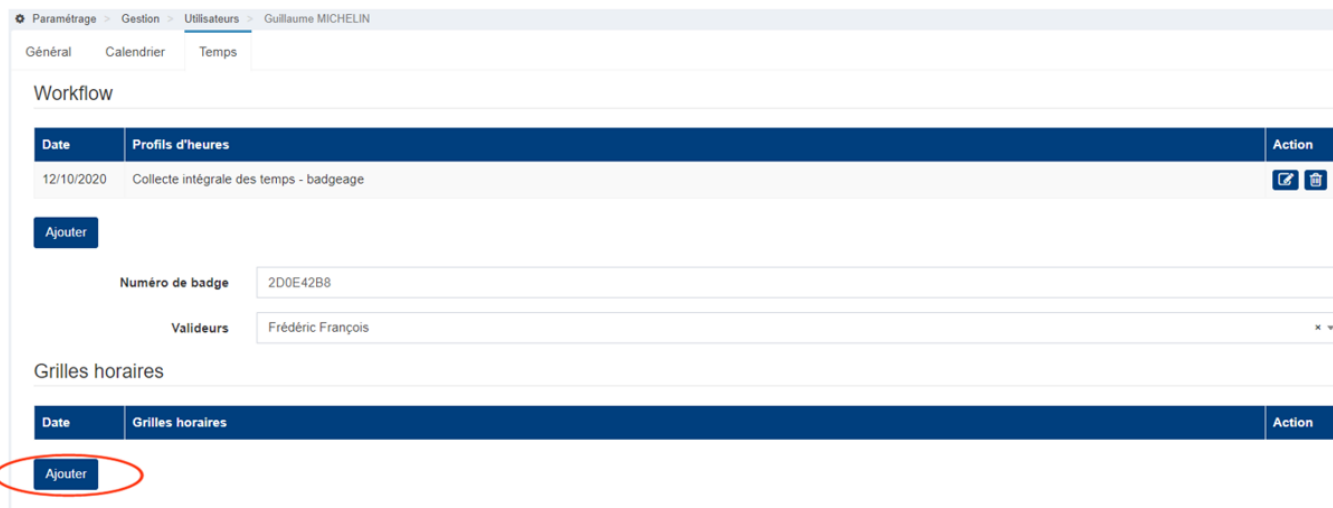 Paramétrage > Gestion > Utilisateurs > Guillaume MICHELIN
Général Calendrier Temps
Workflow
Date Profils d'heures Action
12/10/2020 Collecte intégrale des temps - badgeage
Ajouter
Numéro de badge 2D0E42B8
Valideurs Frédéric François ×
Grilles horaires
Date Grilles horaires Action
Ajouter